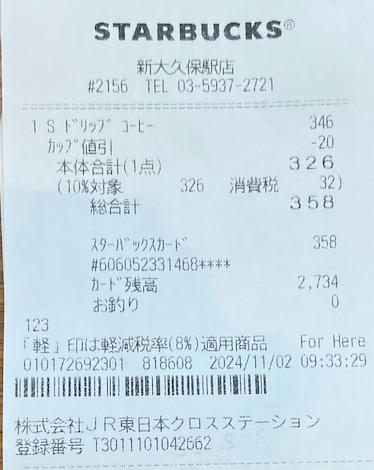 STARBUCKS®
新大久保駅店
#2156 TEL 03-5937-2721
1 S ﾄﾞﾘｯﾌﾟ ｺｰﾋｰ 346
ｶｯﾌﾟ値引 -20
本体合計(1点) 326
(10%対象 326 消費税 32)
総合計 358
ｽﾀｰﾊﾞｯｸｽｶｰﾄﾞ 358
#606052331468****
ｶｰﾄﾞ残高 2,734
お釣り 0
123
「軽」印は軽減税率(8%)適用商品 For Here
010172692301 818608 2024/11/02 09:33:29
株式会社JR東日本クロスステーション
登録番号 T3011101042662